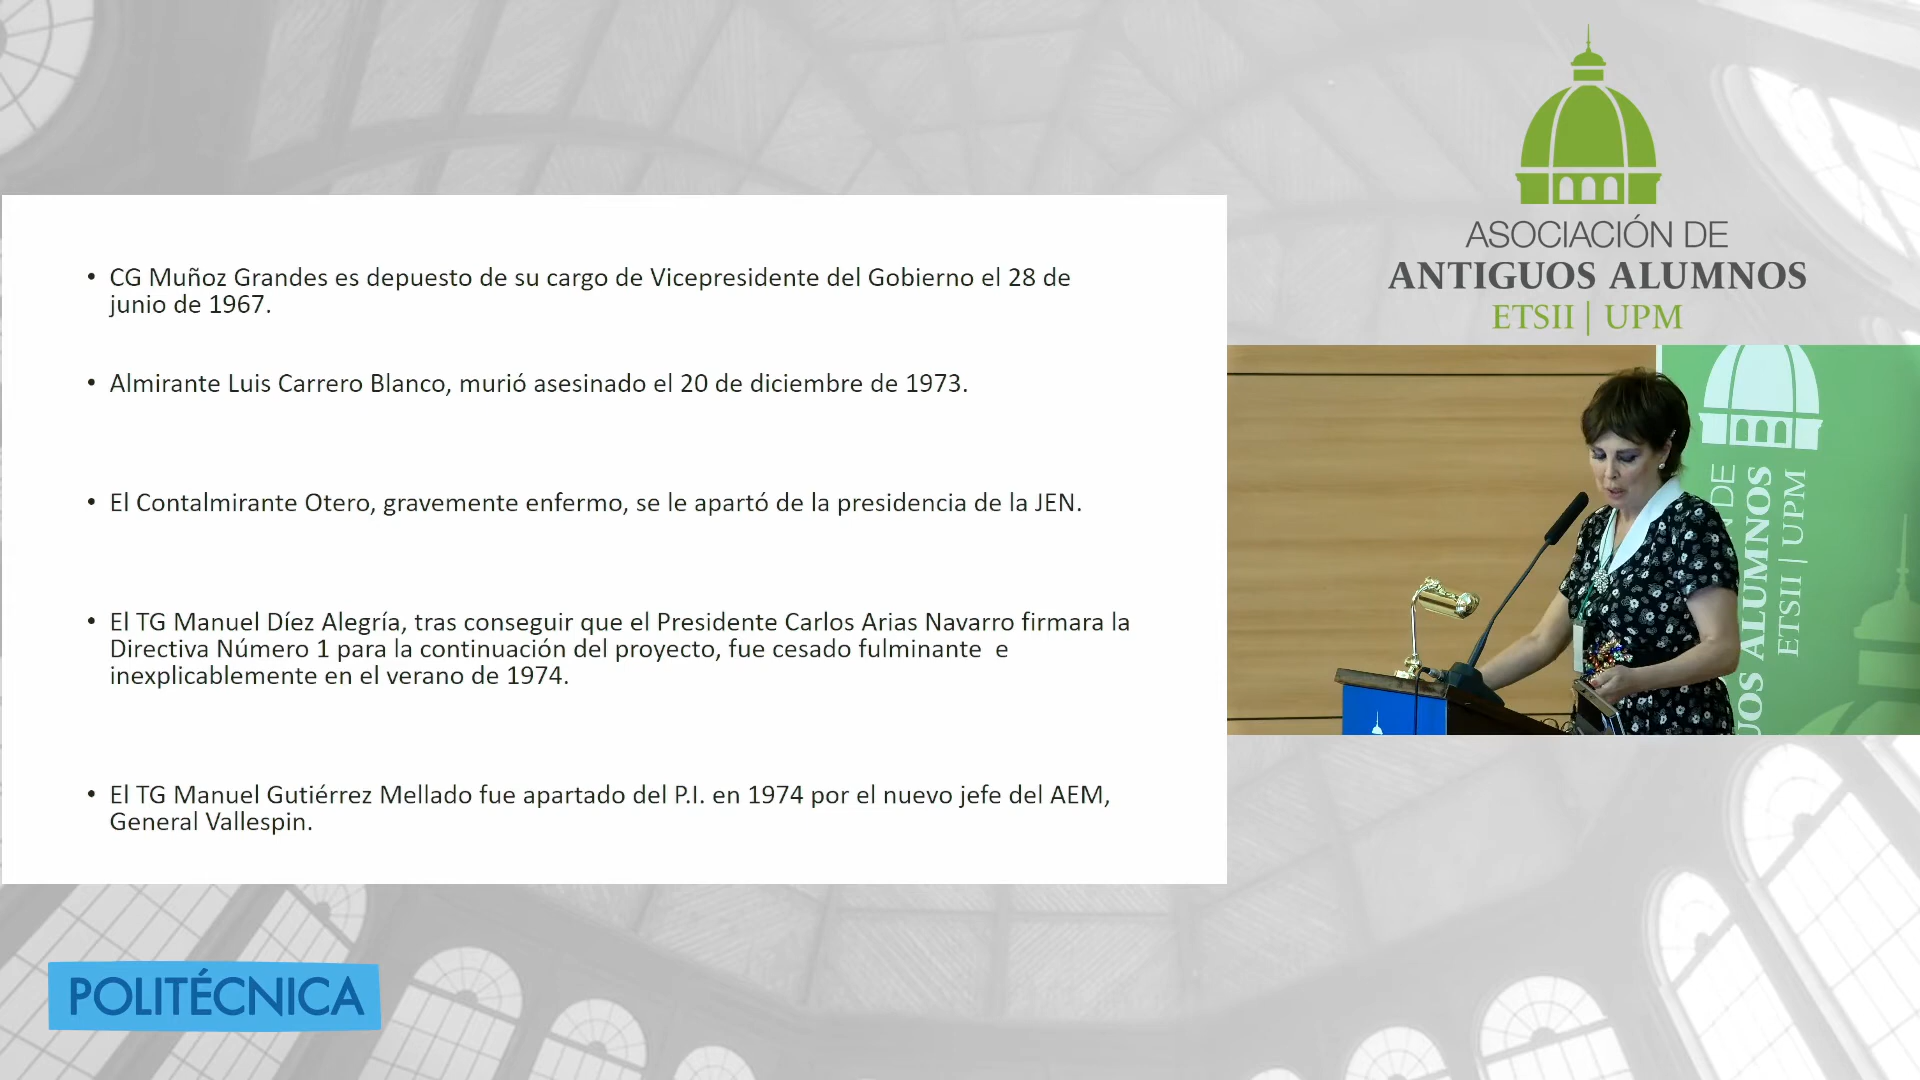 • CG Muñoz Grandes es depuesto de su cargo de Vicepresidente del Gobierno el 28 de
junio de 1967.
• Almirante Luis Carrero Blanco, murió asesinado el 20 de diciembre de 1973.
• El Contalmirante Otero, gravemente enfermo, se le apartó de la presidencia de la JEN.
• El TG Manuel Díez Alegría, tras conseguir que el Presidente Carlos Arias Navarro firmara la
Directiva Número 1 para la continuación del proyecto, fue cesado fulminante e
inexplicablemente en el verano de 1974.
• El TG Manuel Gutiérrez Mellado fue apartado del P.I. en 1974 por el nuevo jefe del AEM,
General Vallespin.
ASOCIACIÓN DE
ANTIGUOS ALUMNOS
ETSII | UPM
DE
UOS ALUMNOS
ETSII | UPM
POLITÉCNICA